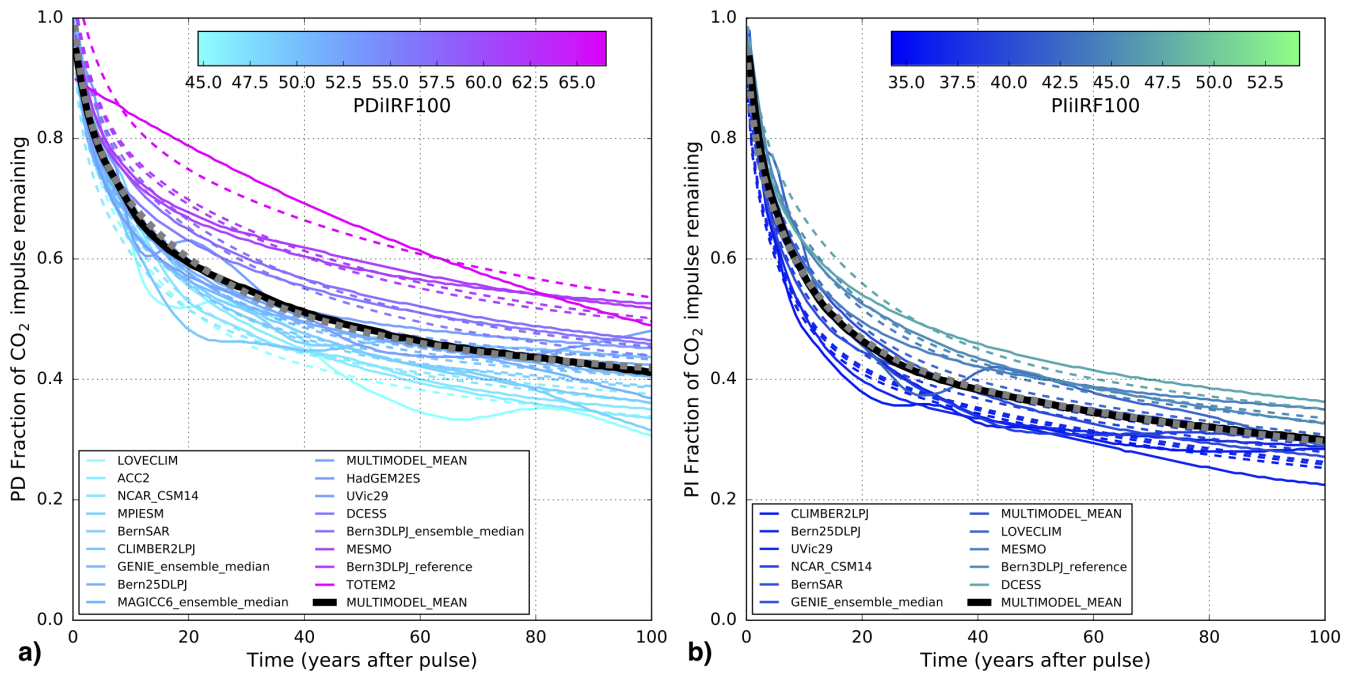 1.0
0.8
0.6
0.4
0.2
0.0
PD Fraction of CO₂ impulse remaining
45.0 47.5 50.0 52.5 55.0 57.5 60.0 62.5 65.0
PDiIRF100
LOVECLIM
ACC2
NCAR_CSM14
MPIESM
BernSAR
CLIMBER2LPJ
GENIE_ensemble_median
Bern25DLPJ
MAGICC6_ensemble_median
MULTIMODEL_MEAN
HadGEM2ES
UVic29
DCESS
Bern3DLPJ_ensemble_median
MESMO
Bern3DLPJ_reference
TOTEM2
MULTIMODEL_MEAN
0 20 40 60 80 100
Time (years after pulse)
a)
1.0
0.8
0.6
0.4
0.2
0.0
PI Fraction of CO₂ impulse remaining
35.0 37.5 40.0 42.5 45.0 47.5 50.0 52.5
PIiIRF100
CLIMBER2LPJ
Bern25DLPJ
UVic29
NCAR_CSM14
BernSAR
GENIE_ensemble_median
MULTIMODEL_MEAN
LOVECLIM
MESMO
Bern3DLPJ_reference
DCESS
MULTIMODEL_MEAN
0 20 40 60 80 100
Time (years after pulse)
b)